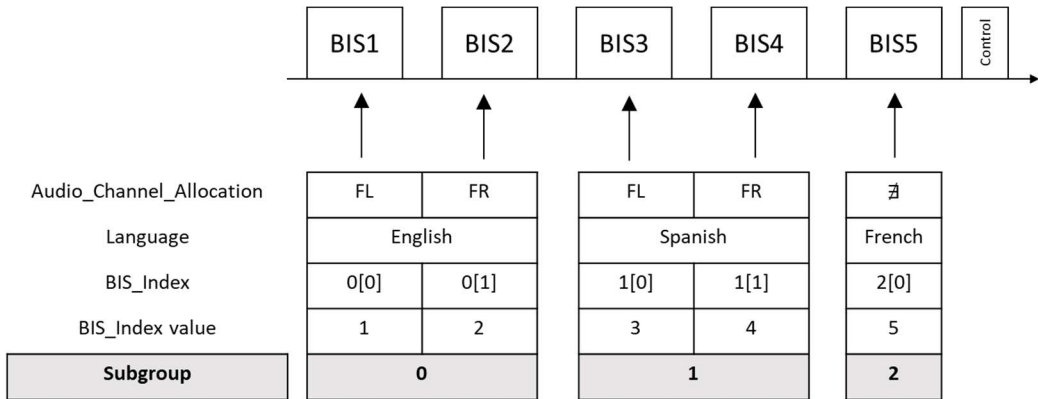 BIS1 BIS2 BIS3 BIS4 BIS5 Control
Audio_Channel_Allocation FL FR FL FR ∄
Language English Spanish French
BIS_Index 0[0] 0[1] 1[0] 1[1] 2[0]
BIS_Index value 1 2 3 4 5
Subgroup 0 1 2